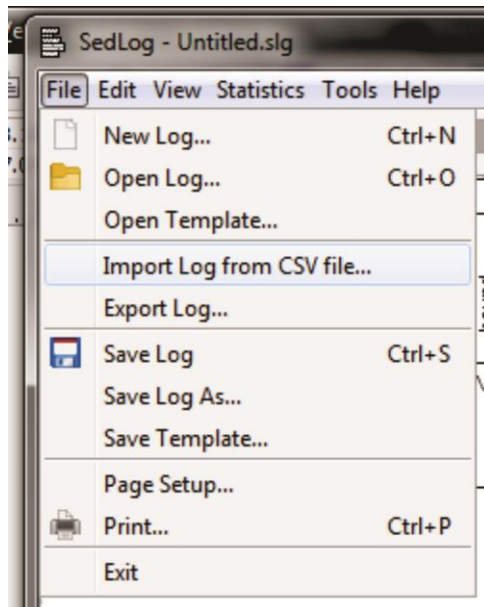 SedLog - Untitled.slg
File Edit View Statistics Tools Help
New Log... Ctrl+N
Open Log... Ctrl+O
Open Template...
Import Log from CSV file...
Export Log...
Save Log Ctrl+S
Save Log As...
Save Template...
Page Setup...
Print... Ctrl+P
Exit